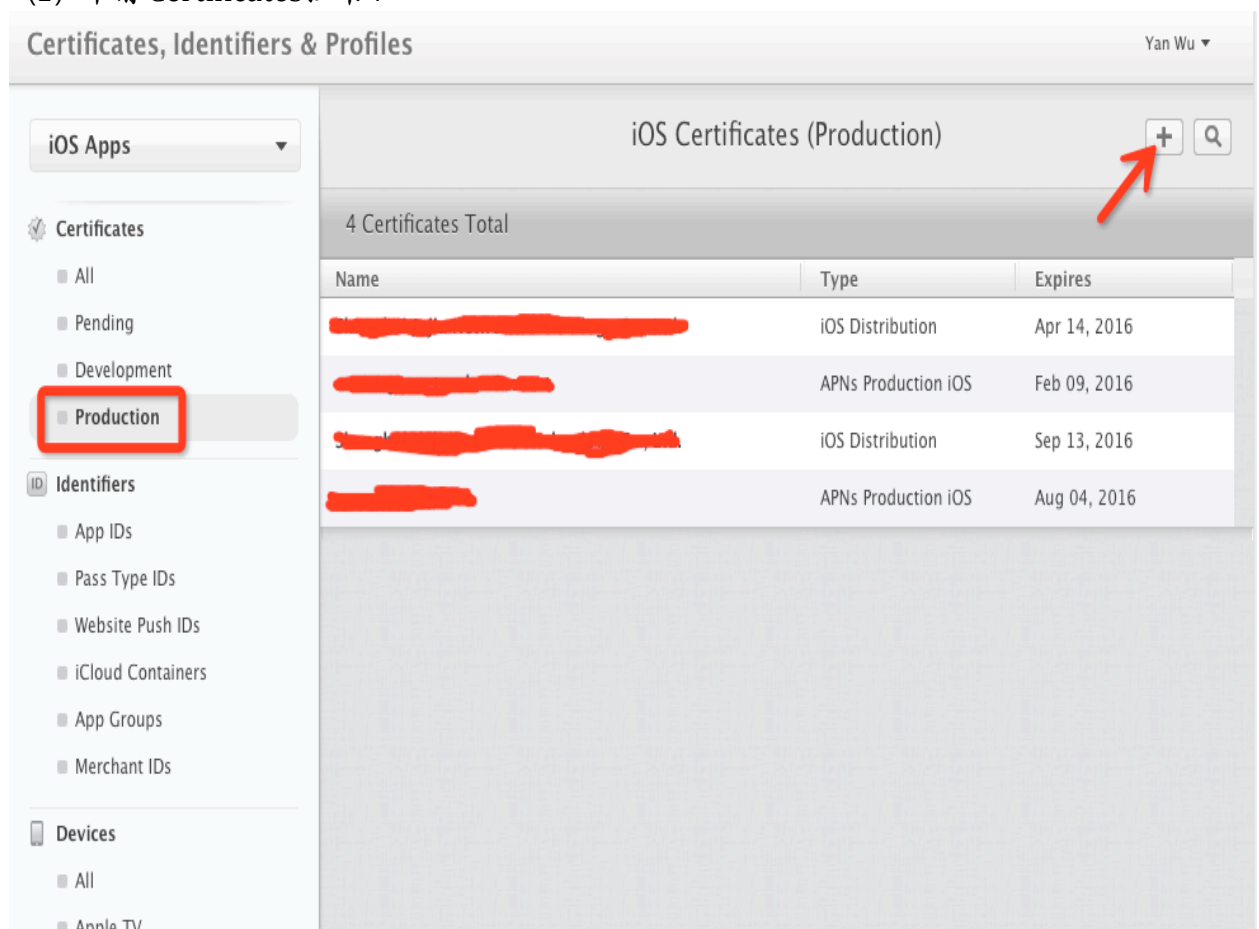 Certificates, Identifiers & Profiles
Yan Wu
iOS Apps
iOS Certificates (Production)
Certificates
4 Certificates Total
All
Name Type Expires
Pending
iOS Distribution Apr 14, 2016
Development
APNs Production iOS Feb 09, 2016
Production
iOS Distribution Sep 13, 2016
Identifiers
APNs Production iOS Aug 04, 2016
App IDs
Pass Type IDs
Website Push IDs
iCloud Containers
App Groups
Merchant IDs
Devices
All
Apple TV